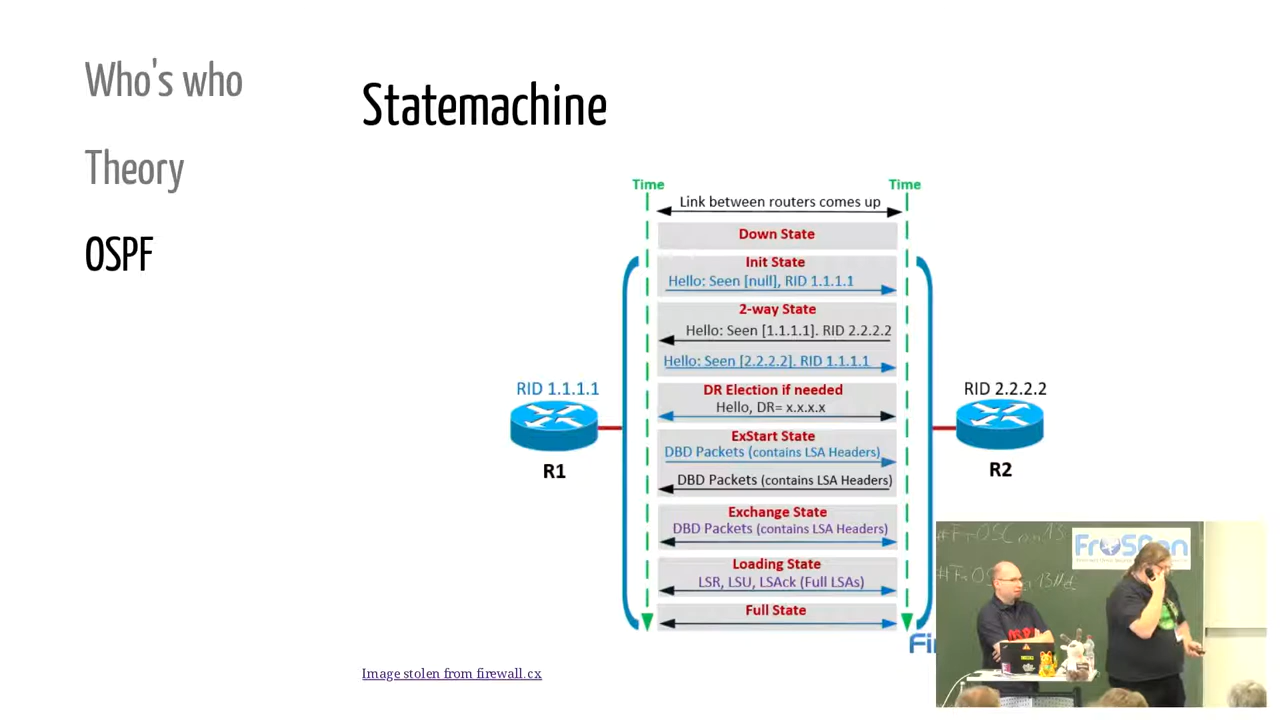 Who's who
Theory
OSPF
Statemachine
Time
Time
Link between routers comes up
Down State
Init State
Hello: Seen [null], RID 1.1.1.1
2-way State
Hello: Seen [1.1.1.1]. RID 2.2.2.2
Hello: Seen [2.2.2.2]. RID 1.1.1.1
DR Election if needed
Hello, DR= x.x.x.x
ExStart State
DBD Packets (contains LSA Headers)
DBD Packets (contains LSA Headers)
Exchange State
DBD Packets (contains LSA Headers)
Loading State
LSR, LSU, LSAck (Full LSAs)
Full State
RID 1.1.1.1
R1
RID 2.2.2.2
R2
Fi
Image stolen from firewall.cx
#FrOSCon13
FrOSCon
#FrOS